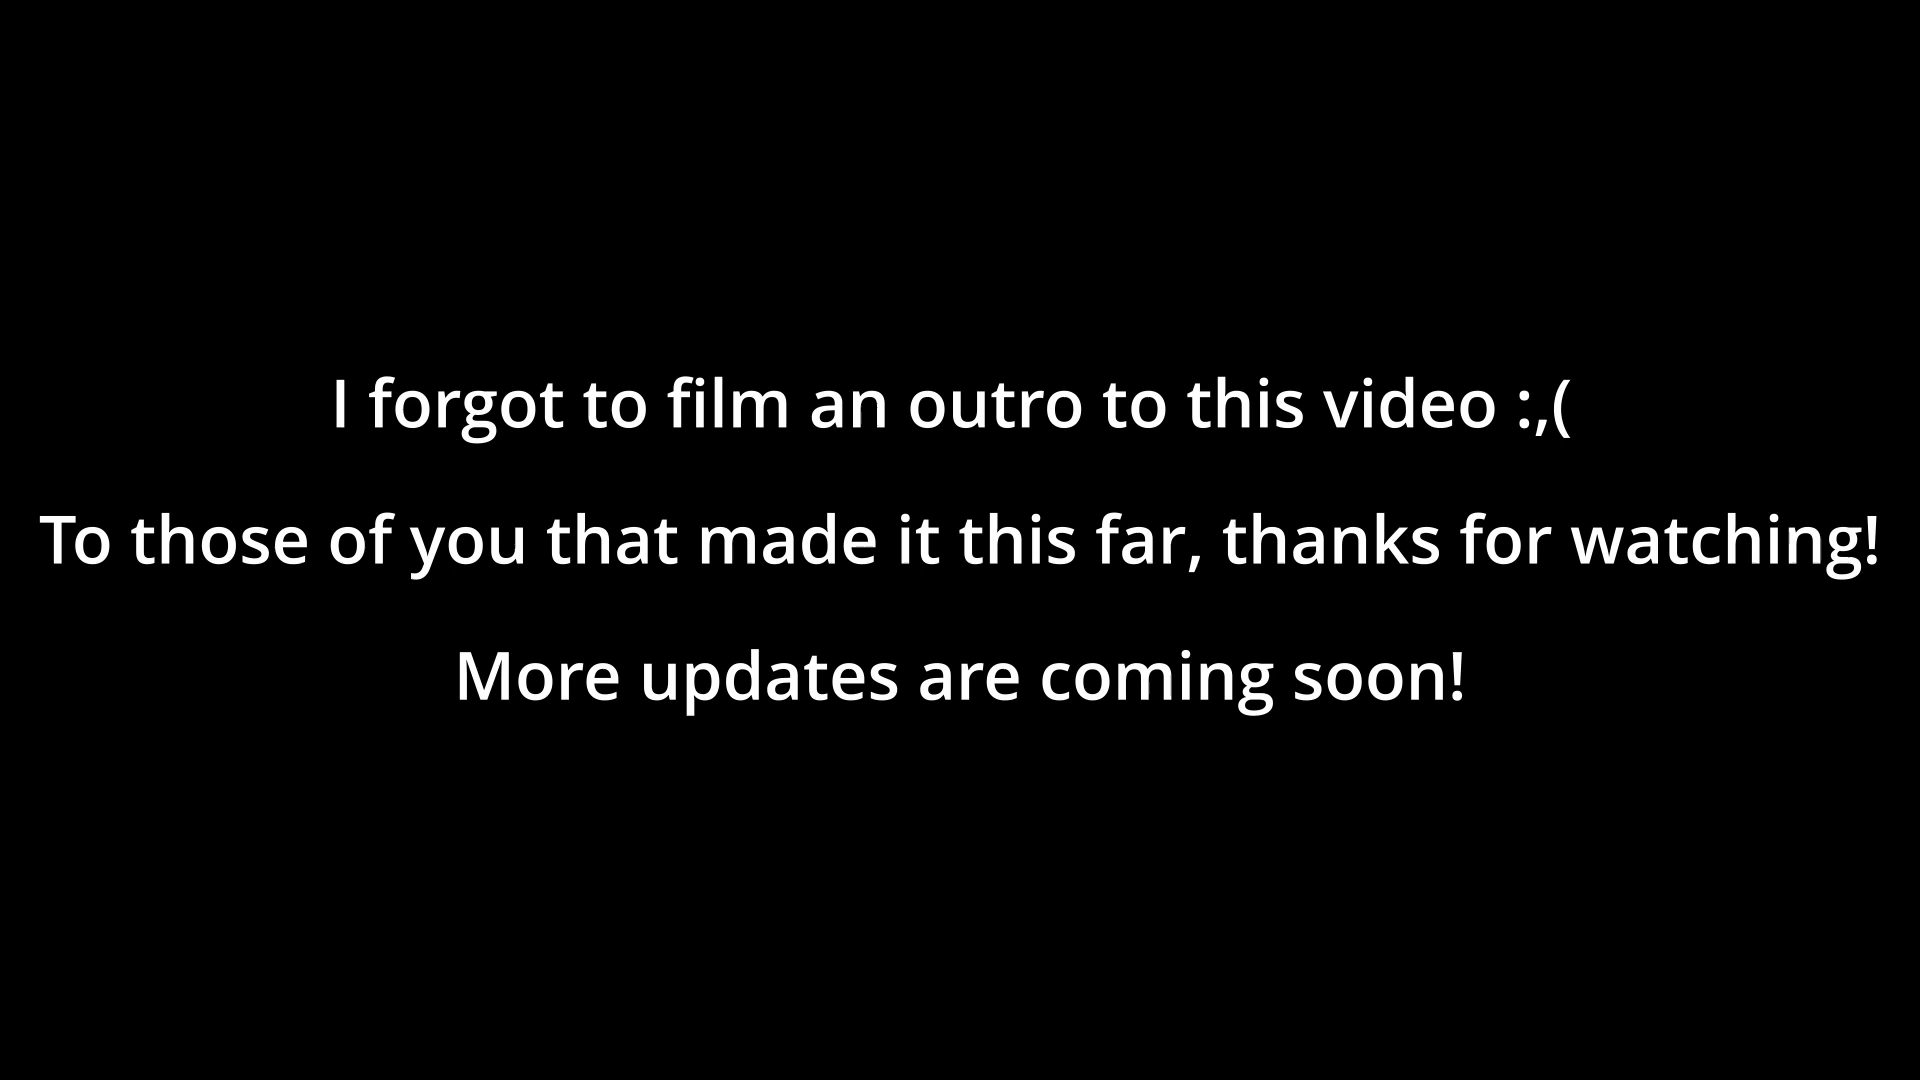 I forgot to film an outro to this video :,(
To those of you that made it this far, thanks for watching!
More updates are coming soon!